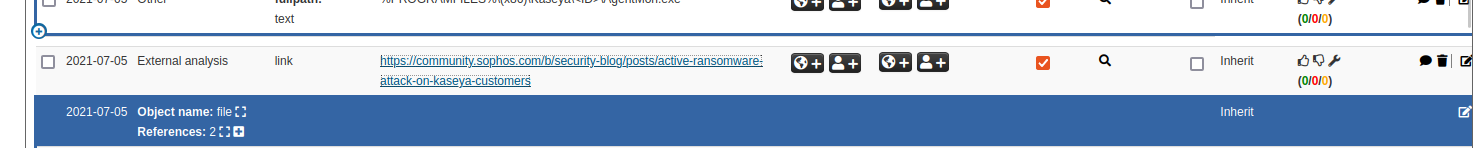 2021-07-05 Other fullpath: %PROGRAMFILES%\(x86)\Kaseya\<ID>\AgentMon.exe Inherit
text
(0/0/0)
2021-07-05 External analysis link https://community.sophos.com/b/security-blog/posts/active-ransomware- Inherit
attack-on-kaseya-customers
(0/0/0)
2021-07-05 Object name: file Inherit
References: 2